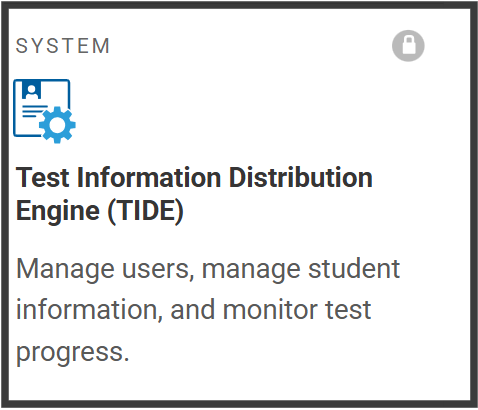 SYSTEM
Test Information Distribution
Engine (TIDE)
Manage users, manage student
information, and monitor test
progress.